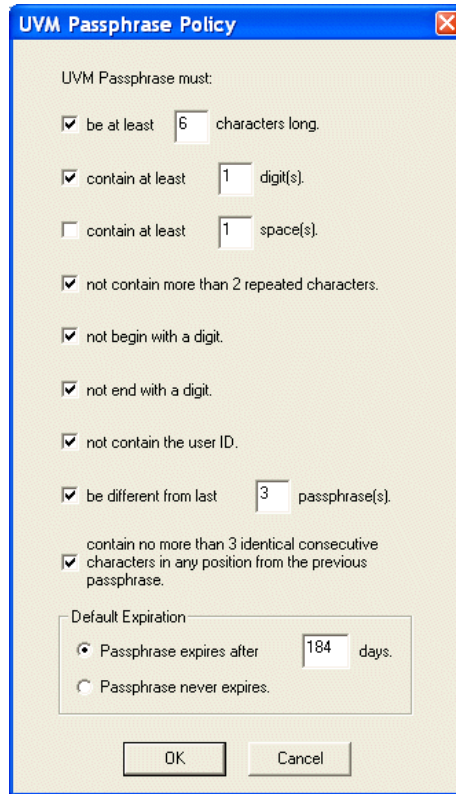 UVM Passphrase Policy
UVM Passphrase must:
be at least 6 characters long.
contain at least 1 digit(s).
contain at least 1 space(s).
not contain more than 2 repeated characters.
not begin with a digit.
not end with a digit.
not contain the user ID.
be different from last 3 passphrase(s).
contain no more than 3 identical consecutive
characters in any position from the previous
passphrase.
Default Expiration
Passphrase expires after 184 days.
Passphrase never expires.
OK Cancel